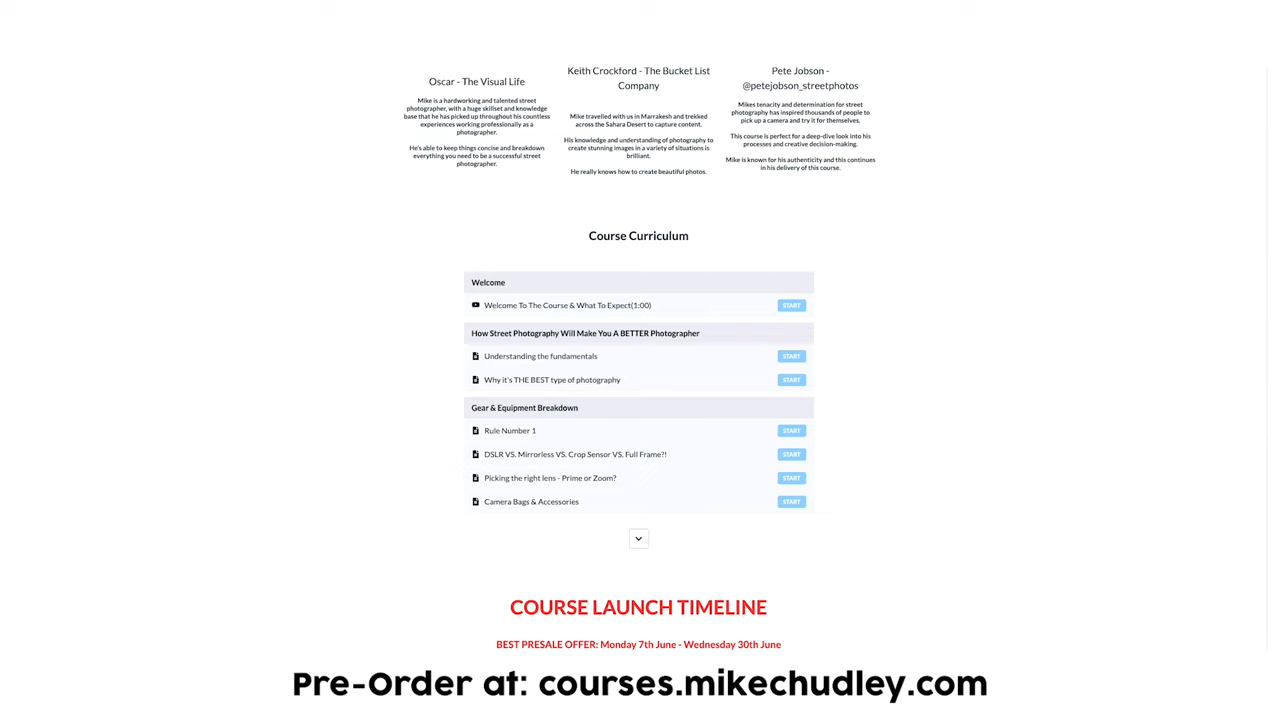 Oscar - The Visual Life
Mike is a hardworking and talented street
photographer, with a huge skillset and knowledge
base that he has picked up throughout his countless
experiences working professionally as a
photographer.
He's able to keep things concise and breakdown
everything you need to be a successful street
photographer.
Keith Crockford - The Bucket List
Company
Mike travelled with us in Marrakesh and trekked
across the Sahara Desert to capture content.
His knowledge and understanding of photography to
create stunning images in a variety of situations is
brilliant.
He really knows how to create beautiful photos.
Pete Jobson -
@petejobson_streetphotos
Mikes tenacity and determination for street
photography has inspired thousands of people to
pick up a camera and try it for themselves.
This course is perfect for a deep-dive look into his
processes and creative decision-making.
Mike is known for his authenticity and this continues
in his delivery of this course.
Course Curriculum
Welcome
Welcome To The Course & What To Expect(1:00) START
How Street Photography Will Make You A BETTER Photographer
Understanding the fundamentals START
Why it's THE BEST type of photography START
Gear & Equipment Breakdown
Rule Number 1 START
DSLR VS. Mirrorless VS. Crop Sensor VS. Full Frame?! START
Picking the right lens - Prime or Zoom? START
Camera Bags & Accessories START
COURSE LAUNCH TIMELINE
BEST PRESALE OFFER: Monday 7th June - Wednesday 30th June
Pre-Order at: courses.mikechudley.com